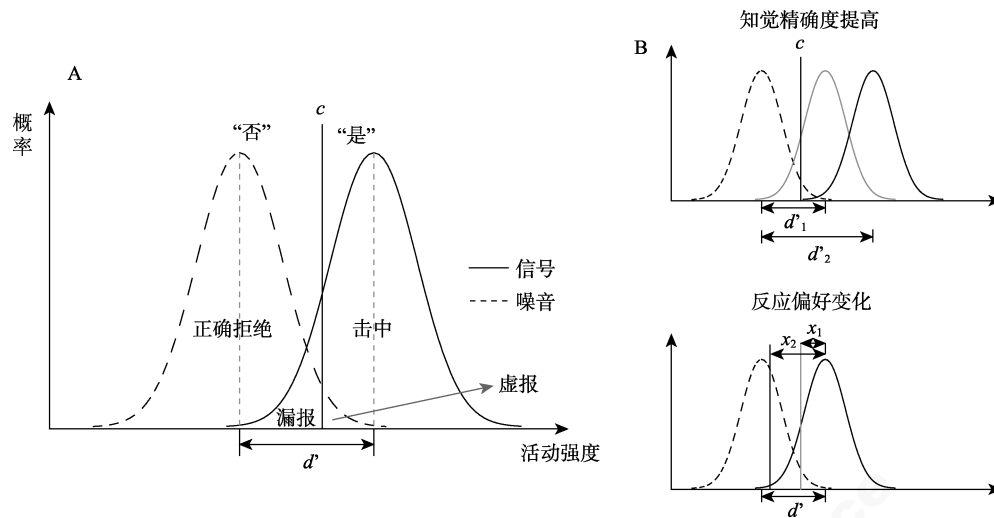 A
概
率
c
“否”
“是”
信号
噪音
正确拒绝
击中
虚报
漏报
活动强度
d'
B
知觉精确度提高
c
d'1
d'2
反应偏好变化
x1
x2
d'